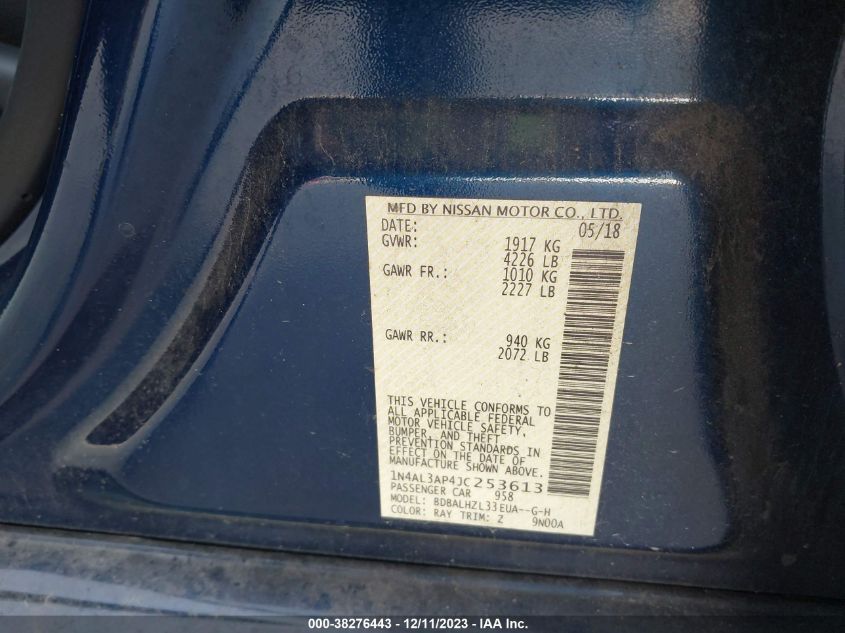 MFD BY NISSAN MOTOR CO., LTD.
DATE: 05/18
GVWR: 1917 KG
4226 LB
GAWR FR.: 1010 KG
2227 LB
GAWR RR.: 940 KG
2072 LB
THIS VEHICLE CONFORMS TO
ALL APPLICABLE FEDERAL
MOTOR VEHICLE SAFETY,
BUMPER, AND THEFT
PREVENTION STANDARDS IN
EFFECT ON THE DATE OF
MANUFACTURE SHOWN ABOVE.
1N4AL3AP4JC253613
PASSENGER CAR 958
MODEL: BDBALHZL33EUA--G-H
COLOR: RAY TRIM: Z 9N00A
000-38276443 - 12/11/2023 - IAA Inc.